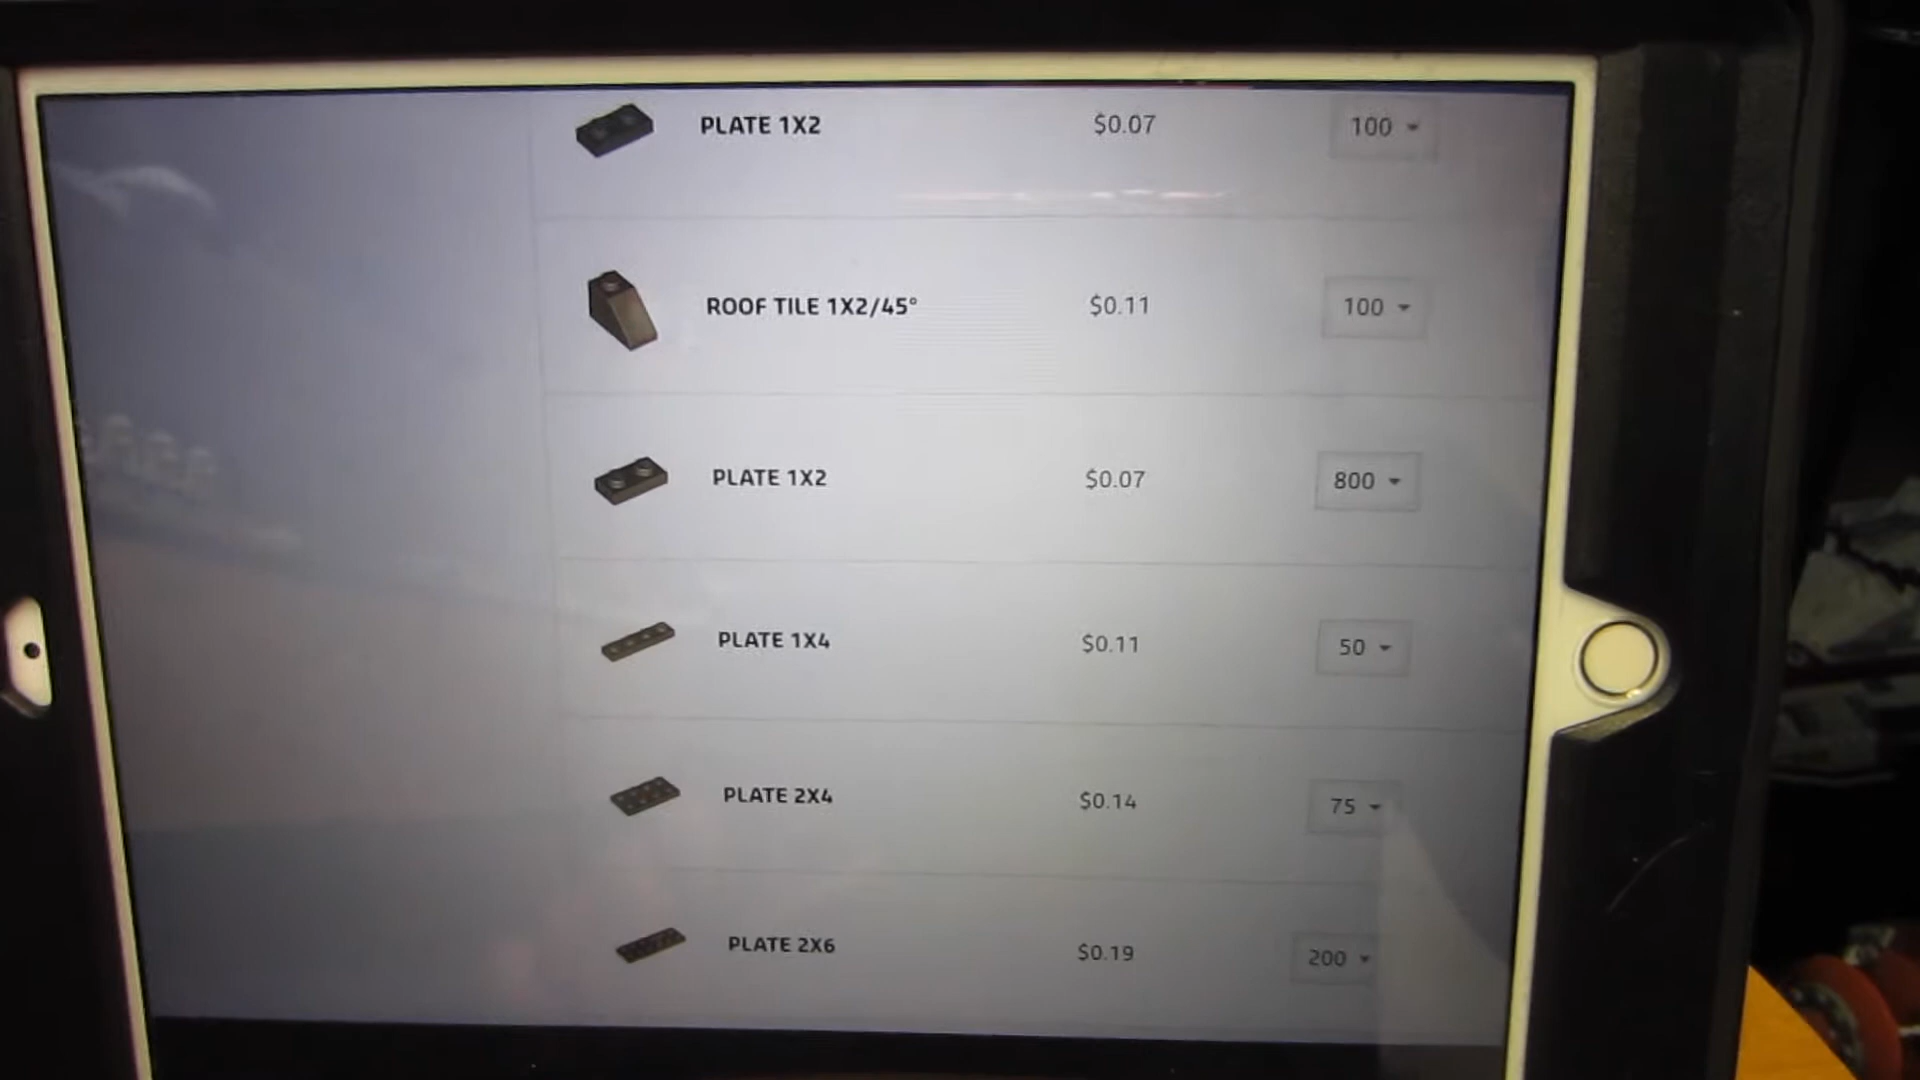 PLATE 1X2 $0.07 100
ROOF TILE 1X2/45° $0.11 100
PLATE 1X2 $0.07 800
PLATE 1X4 $0.11 50
PLATE 2X4 $0.14 75
PLATE 2X6 $0.19 200